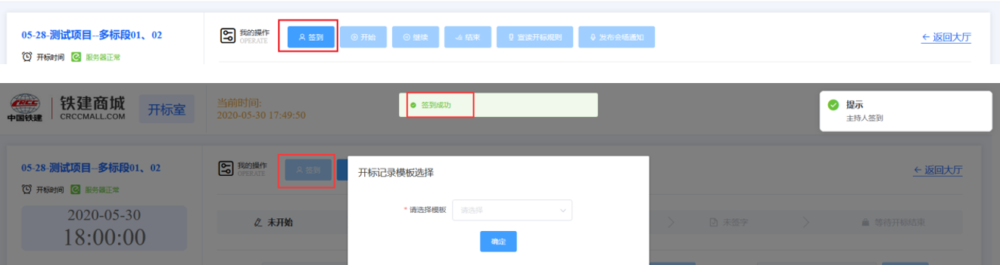 05-28-测试项目--多标段01、02
我的操作
OPERATE
签到
开始
继续
结束
宣读开标规则
发布会场通知
← 返回大厅
开标时间
服务器正常
中国铁建
铁建商城
CRCCMALL.COM
开标室
当前时间:
2020-05-30 17:49:50
签到成功
提示
主持人签到
05-28-测试项目--多标段01、02
我的操作
OPERATE
签到
← 返回大厅
开标时间
服务器正常
开标记录模板选择
2020-05-30
18:00:00
未开始
* 请选择模板
请选择
确定
未签字
等待开标结束